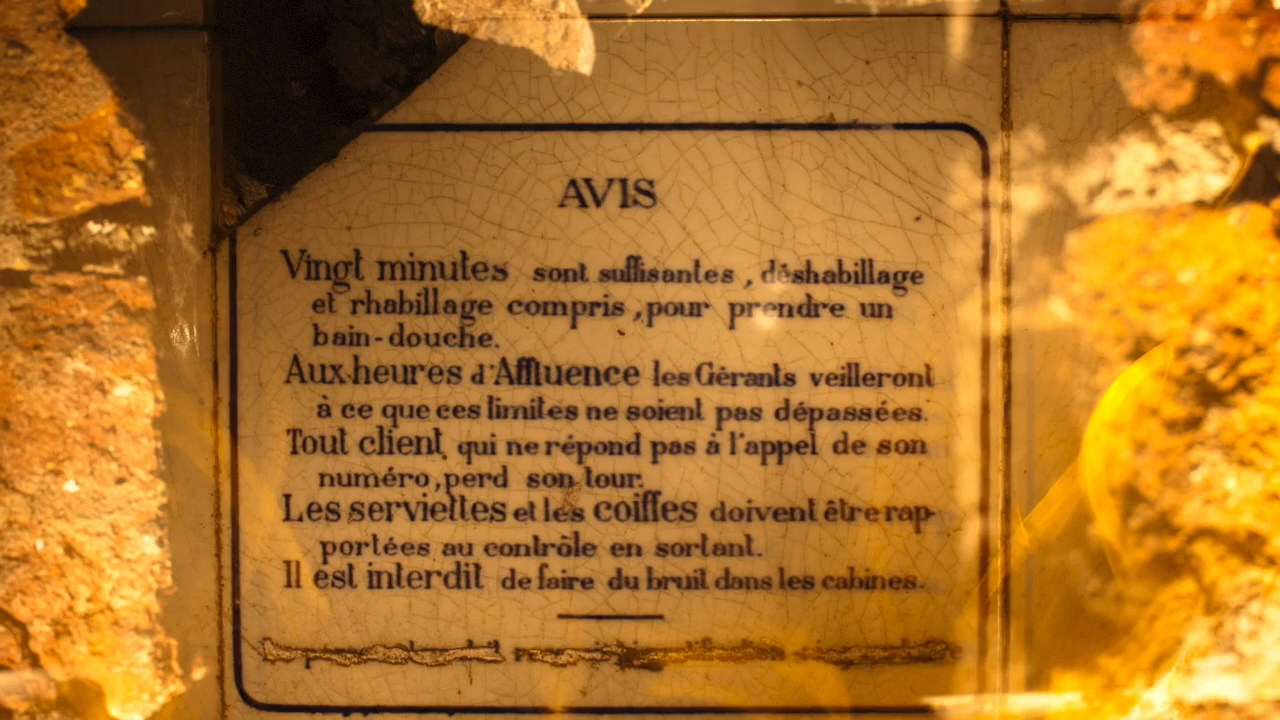 AVIS
Vingt minutes sont suffisantes , déshabillage
et rhabillage compris , pour prendre un
bain-douche.
Aux heures d'Affluence les Gérants veilleront
à ce que ces limites ne soient pas dépassées.
Tout client, qui ne répond pas à l'appel de son
numéro, perd son tour.
Les serviettes et les coiffes doivent être rap-
portées au contrôle en sortant.
Il est interdit de faire du bruit dans les cabines.